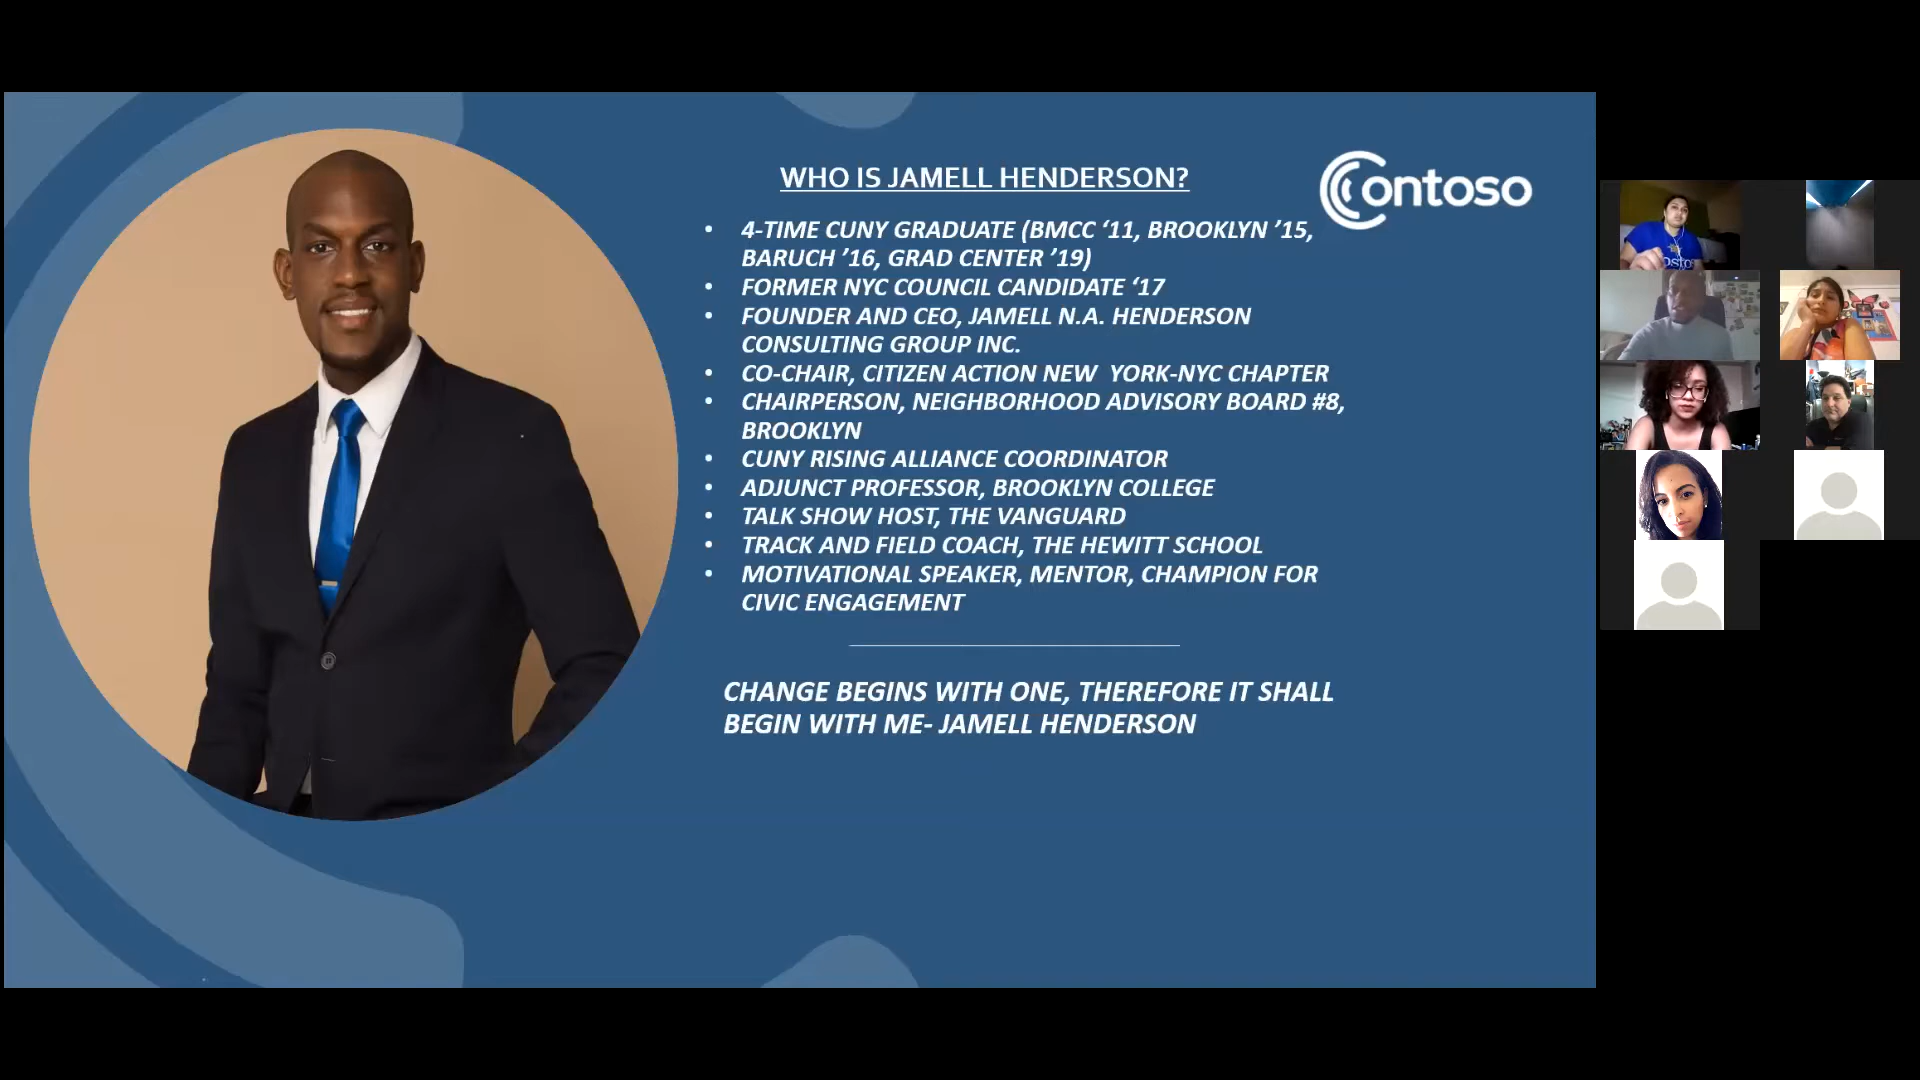 WHO IS JAMELL HENDERSON?
Contoso
• 4-TIME CUNY GRADUATE (BMCC ‘11, BROOKLYN ’15,
BARUCH ’16, GRAD CENTER ’19)
• FORMER NYC COUNCIL CANDIDATE ‘17
• FOUNDER AND CEO, JAMELL N.A. HENDERSON
CONSULTING GROUP INC.
• CO-CHAIR, CITIZEN ACTION NEW  YORK-NYC CHAPTER
• CHAIRPERSON, NEIGHBORHOOD ADVISORY BOARD #8,
BROOKLYN
• CUNY RISING ALLIANCE COORDINATOR
• ADJUNCT PROFESSOR, BROOKLYN COLLEGE
• TALK SHOW HOST, THE VANGUARD
• TRACK AND FIELD COACH, THE HEWITT SCHOOL
• MOTIVATIONAL SPEAKER, MENTOR, CHAMPION FOR
CIVIC ENGAGEMENT
CHANGE BEGINS WITH ONE, THEREFORE IT SHALL
BEGIN WITH ME- JAMELL HENDERSON